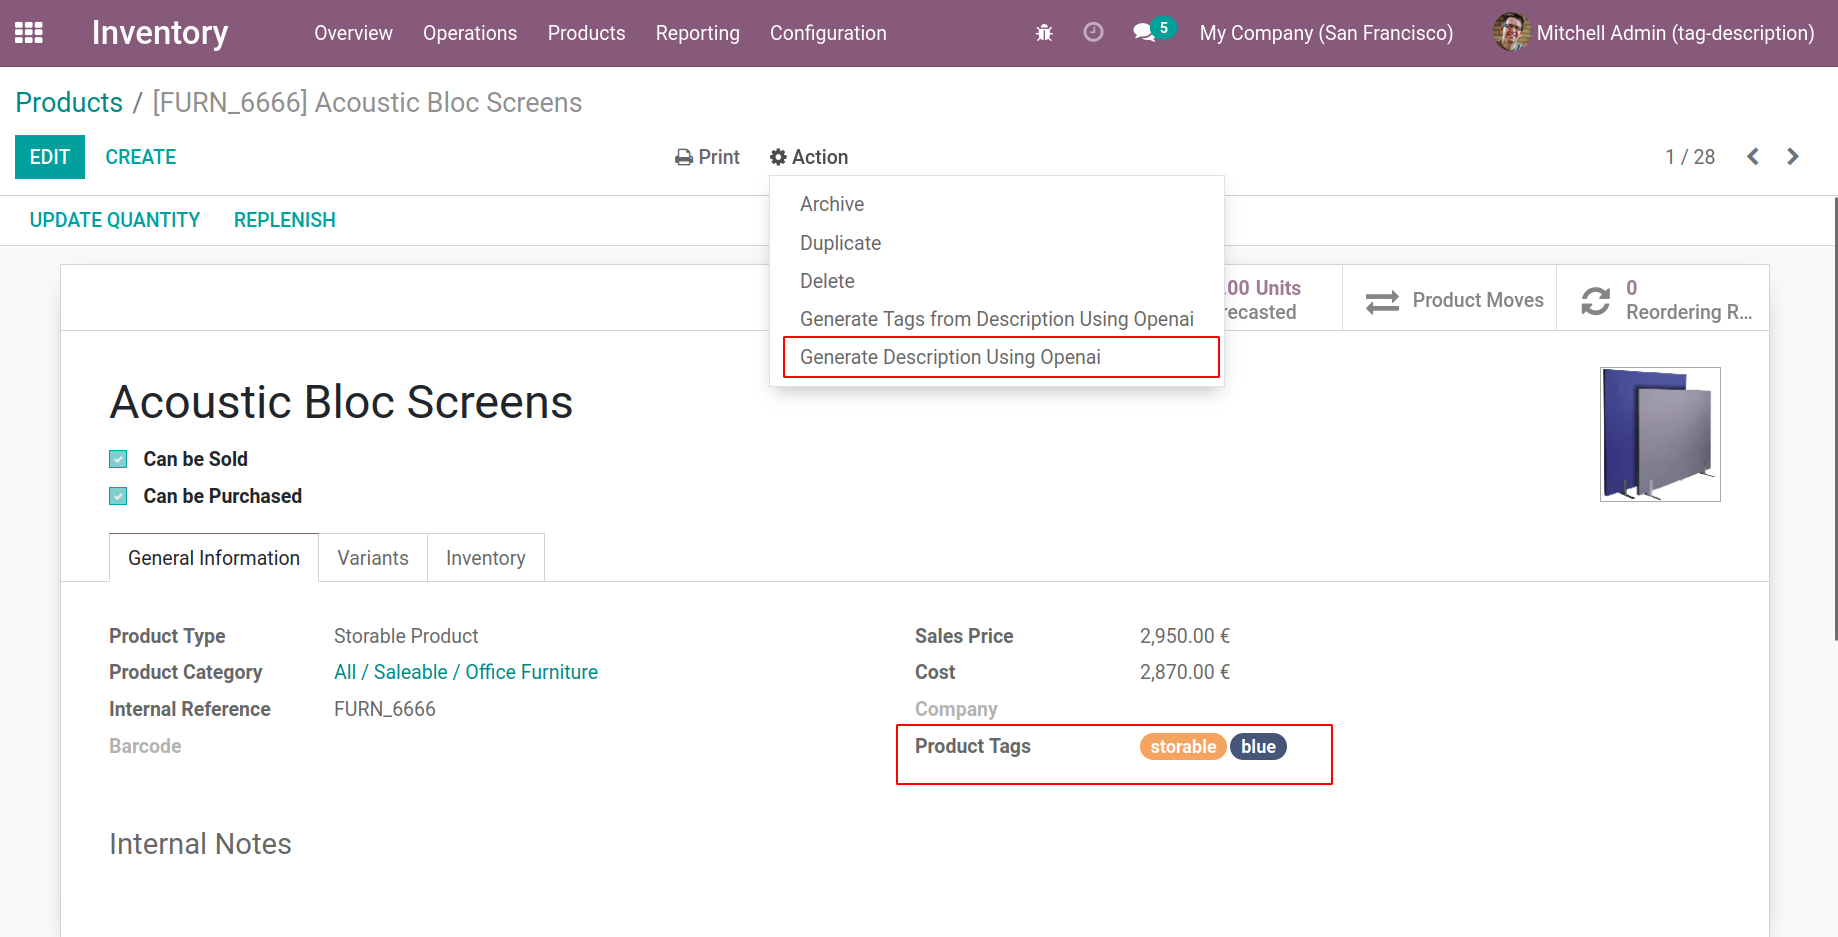 Inventory Overview Operations Products Reporting Configuration 5 My Company (San Francisco) Mitchell Admin (tag-description)
Products / [FURN_6666] Acoustic Bloc Screens
EDIT CREATE Print Action 1 / 28
Archive
UPDATE QUANTITY REPLENISH
Duplicate
Delete
Generate Tags from Description Using Openai
Generate Description Using Openai
.00 Units
recasted
Product Moves
0
Reordering R...
Acoustic Bloc Screens
Can be Sold
Can be Purchased
General Information Variants Inventory
Product Type Storable Product Sales Price 2,950.00 €
Product Category All / Saleable / Office Furniture Cost 2,870.00 €
Internal Reference FURN_6666 Company
Barcode Product Tags storable blue
Internal Notes